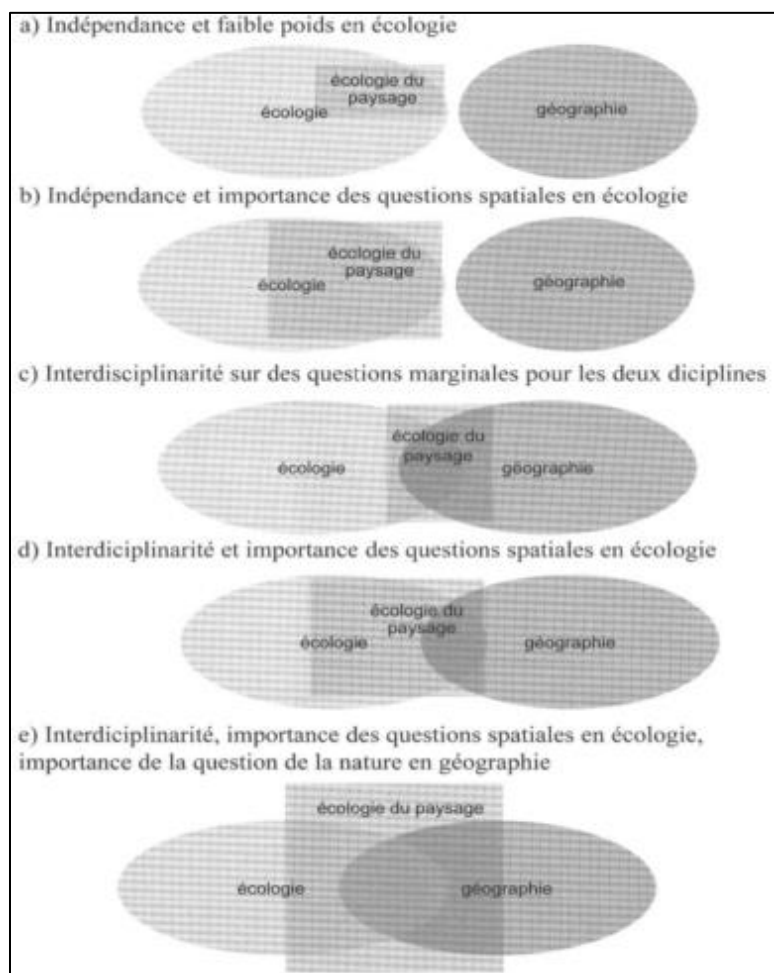 a) Indépendance et faible poids en écologie
écologie du
paysage
écologie
géographie
b) Indépendance et importance des questions spatiales en écologie
écologie du
paysage
écologie
géographie
c) Interdisciplinarité sur des questions marginales pour les deux diciplines
écologie du
paysage
écologie
géographie
d) Interdiciplinarité et importance des questions spatiales en écologie
écologie du
paysage
écologie
géographie
e) Interdiciplinarité, importance des questions spatiales en écologie,
importance de la question de la nature en géographie
écologie du paysage
écologie
géographie